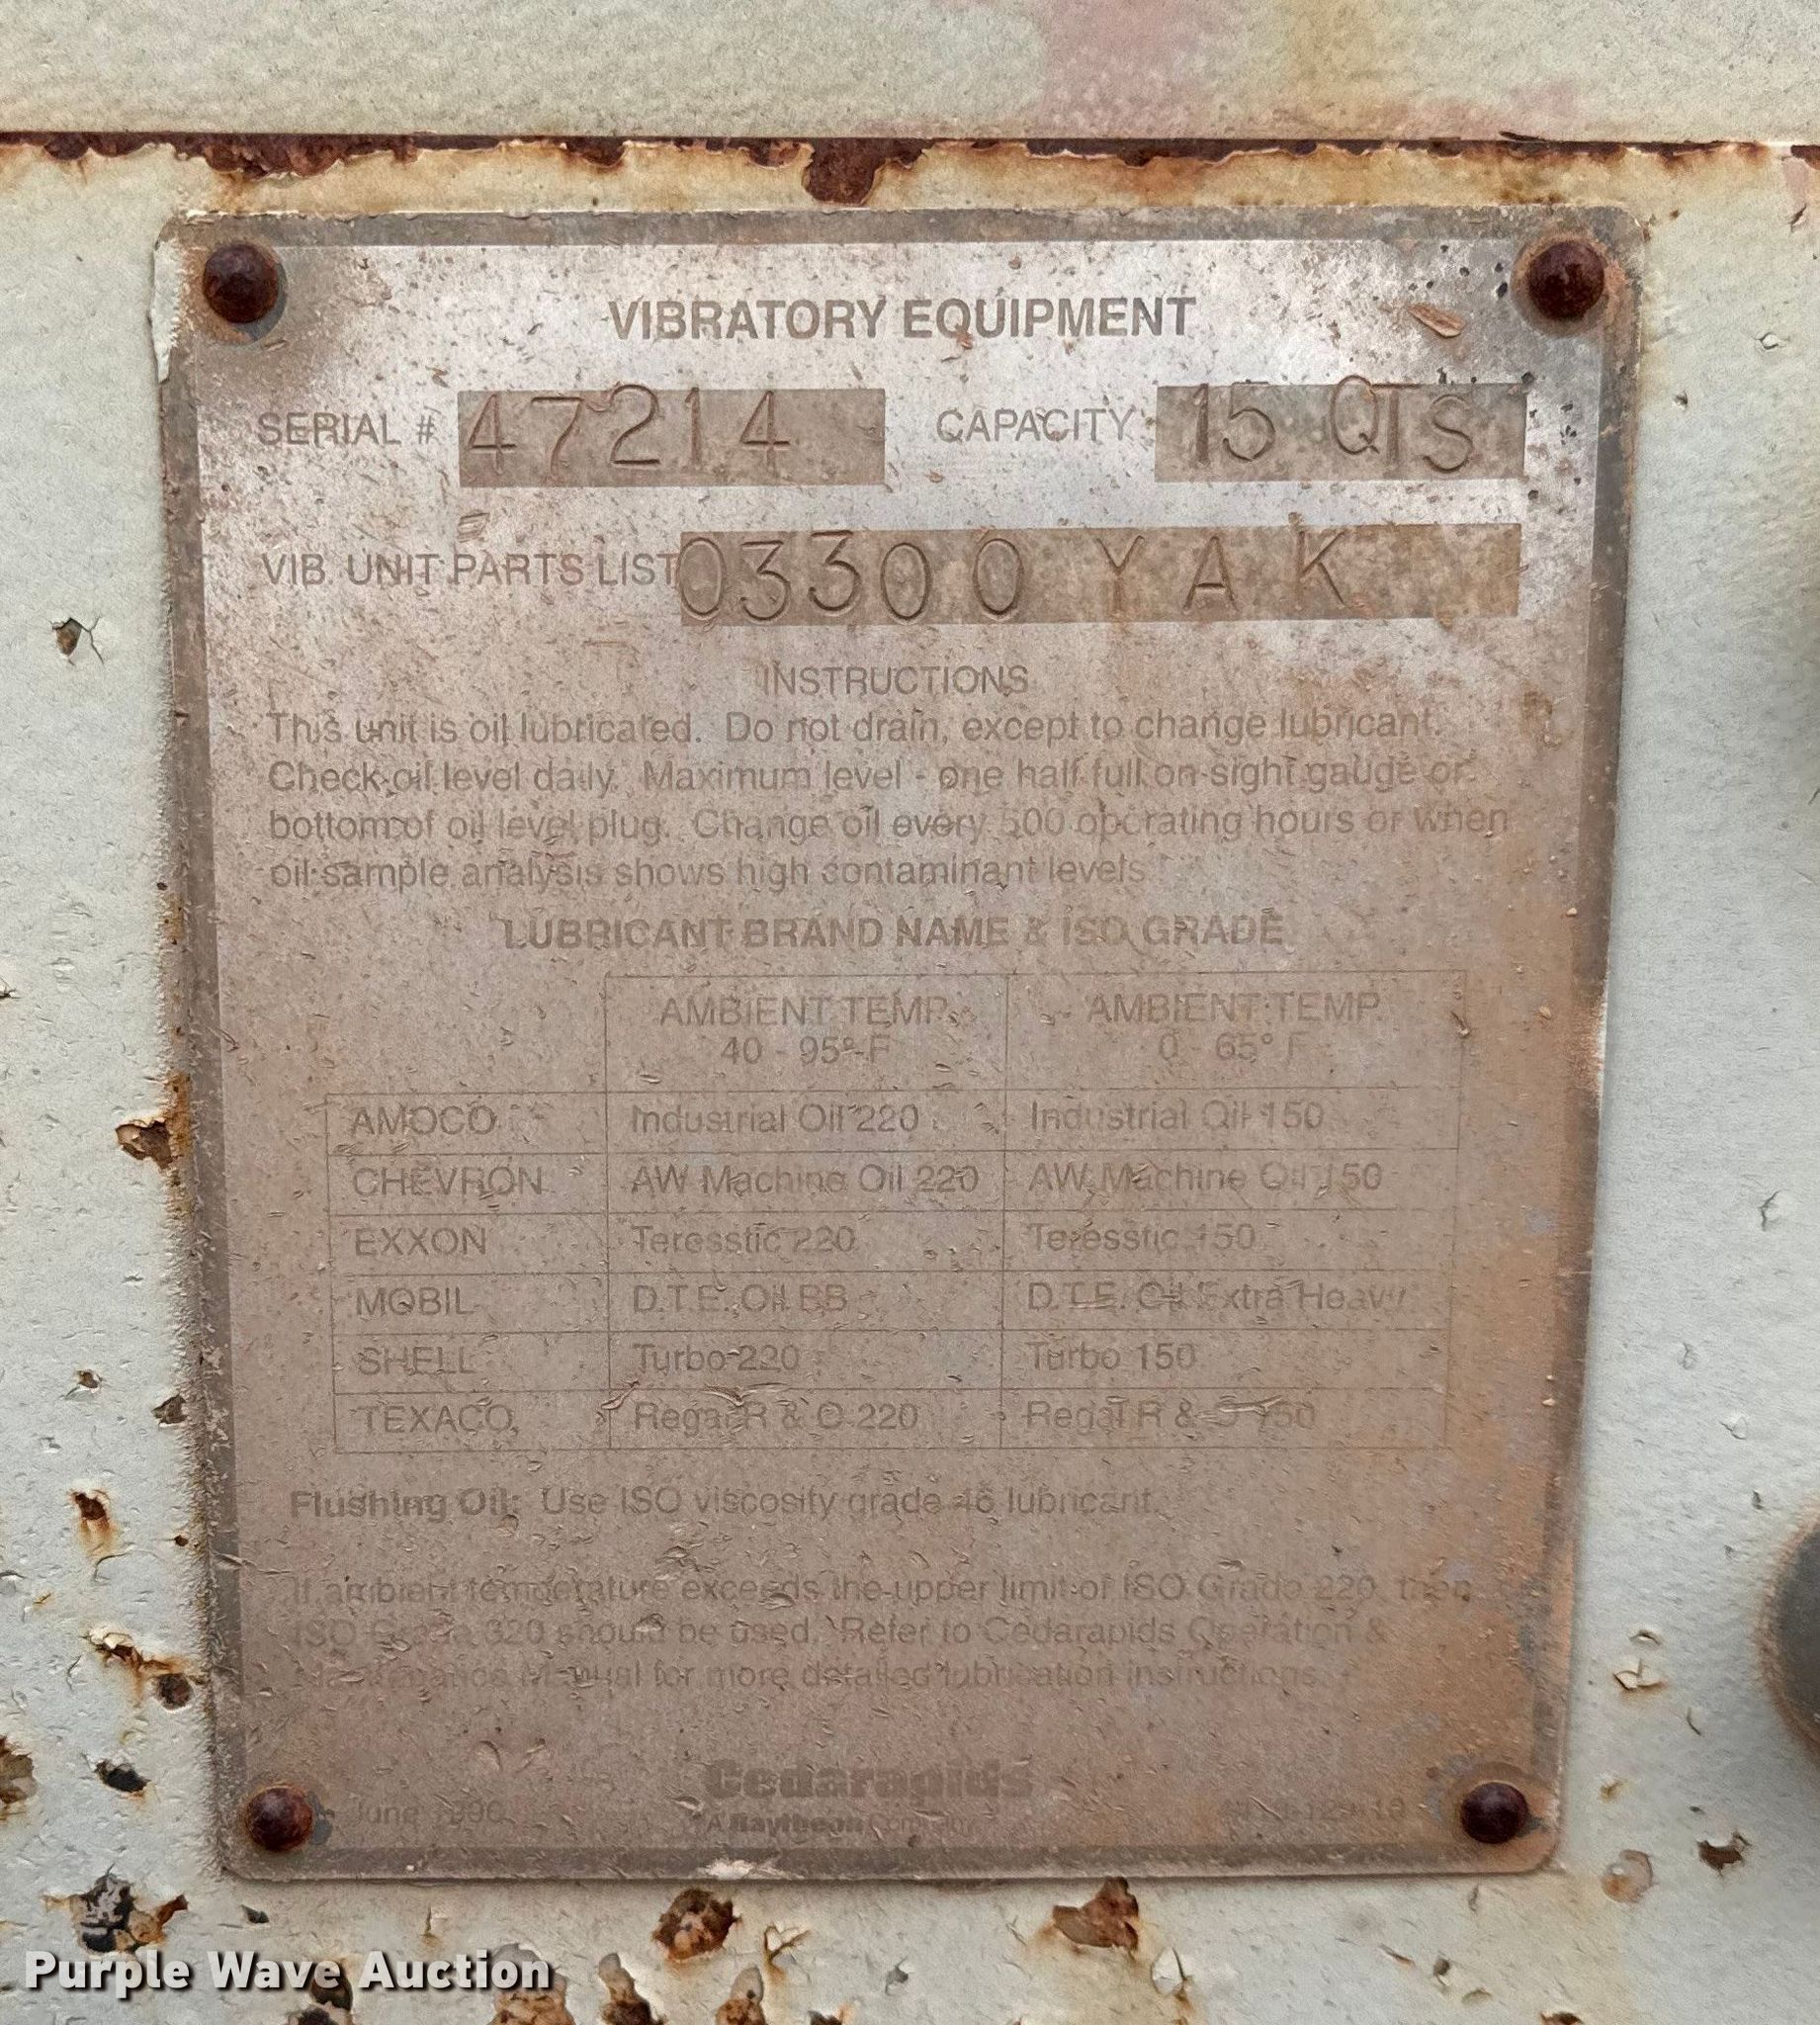 VIBRATORY EQUIPMENT
SERIAL # 47214 CAPACITY 15 QTS
VIB. UNIT PARTS LIST 03300 YAK
INSTRUCTIONS
This unit is oil lubricated. Do not drain, except to change lubricant.
Check oil level daily. Maximum level - one half full on sight gauge or
bottom of oil level plug. Change oil every 500 operating hours or when
oil sample analysis shows high contaminant levels.
LUBRICANT BRAND NAME & ISO GRADE
AMBIENT TEMP. AMBIENT TEMP.
40 - 95° F 0 - 65° F
AMOCO Industrial Oil 220 Industrial Oil 150
CHEVRON AW Machine Oil 220 AW Machine Oil 150
EXXON Teresstic 220 Teresstic 150
MOBIL D.T.E. Oil BB D.T.E. Oil Extra Heavy
SHELL Turbo 220 Turbo 150
TEXACO Regal R & O 220 Regal R & O 150
Flushing Oil: Use ISO viscosity grade 46 lubricant.
If ambient temperature exceeds the upper limit of ISO Grade 220, then
ISO Grade 320 should be used. Refer to Cedarapids Operation &
Maintenance Manual for more detailed lubrication instructions.
Cedarapids
June A Raytheon Company
Purple Wave Auction